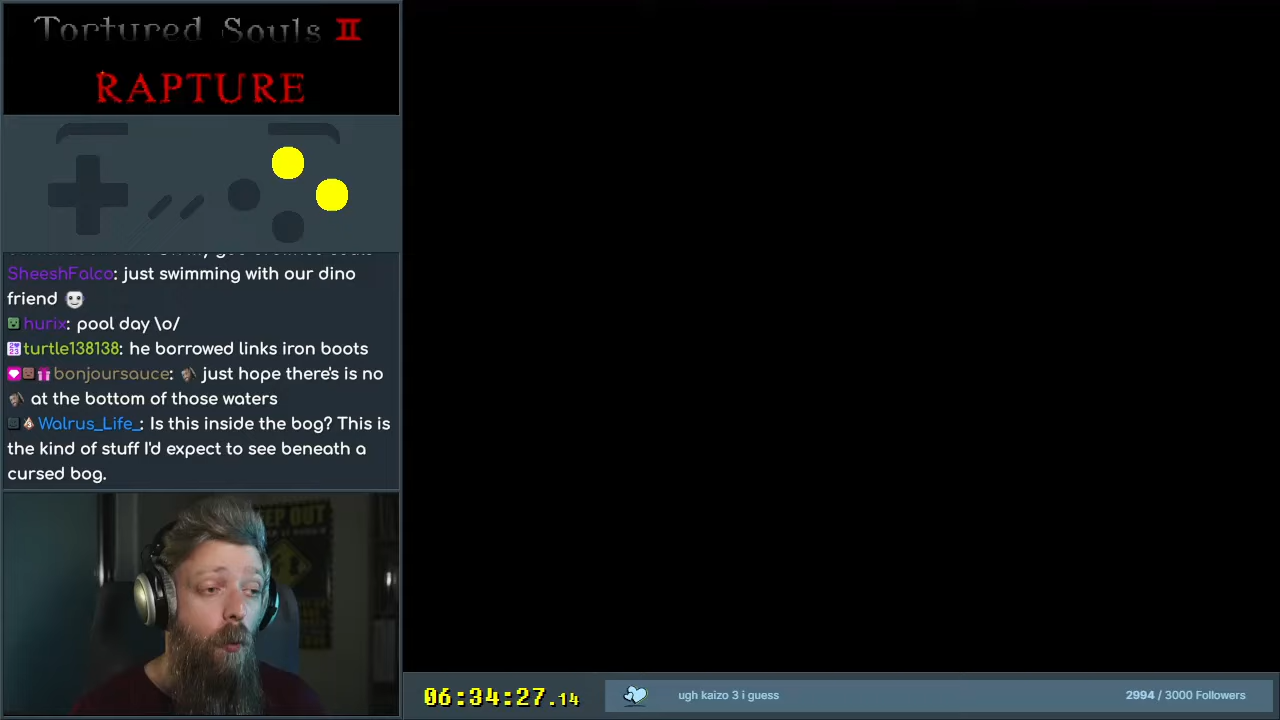 Tortured Souls II
RAPTURE
SheeshFalco: just swimming with our dino
friend
hurix: pool day \o/
turtle138138: he borrowed links iron boots
bonjoursauce: just hope there's is no
at the bottom of those waters
Walrus_Life_: Is this inside the bog? This is
the kind of stuff I'd expect to see beneath a
cursed bog.
KEEP OUT
06:34:27.14
ugh kaizo 3 i guess
2994 / 3000 Followers